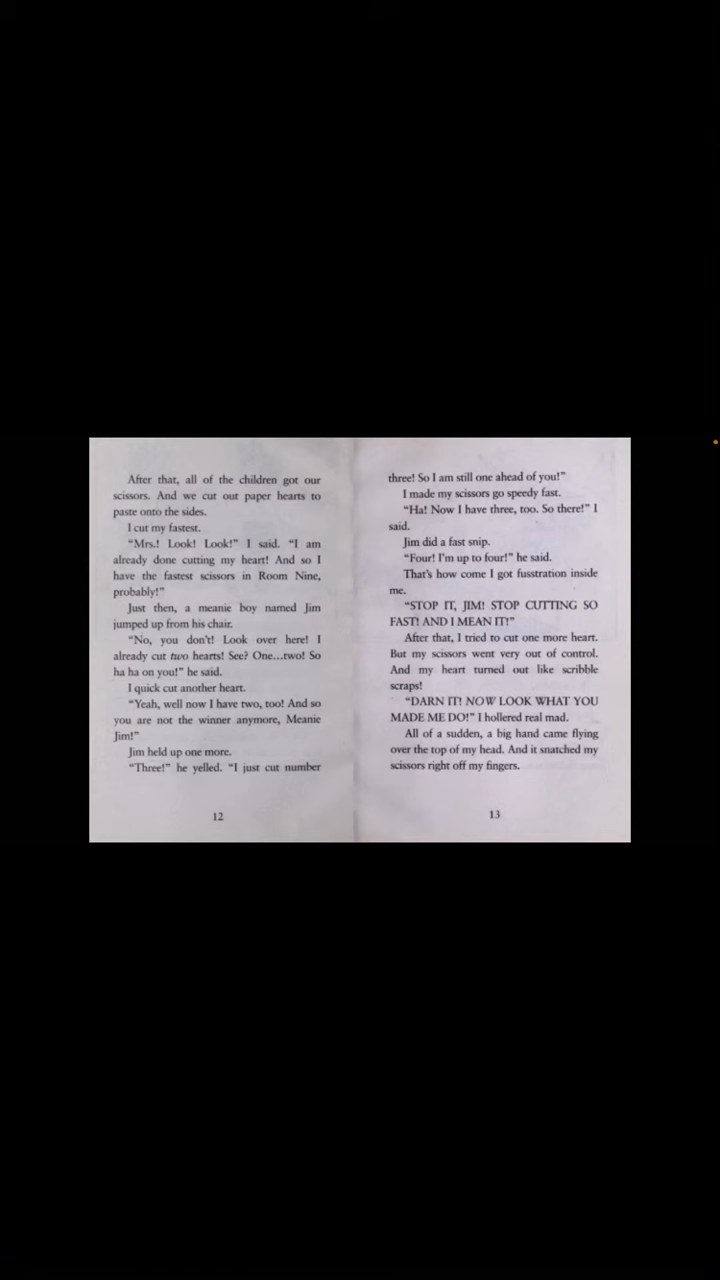 After that, all of the children got our
scissors. And we cut out paper hearts to
paste onto the sides.
I cut my fastest.
“Mrs.! Look! Look!” I said. “I am
already done cutting my heart! And so I
have the fastest scissors in Room Nine,
probably!”
Just then, a meanie boy named Jim
jumped up from his chair.
“No, you don’t! Look over here! I
already cut two hearts! See? One...two! So
ha ha on you!” he said.
I quick cut another heart.
“Yeah, well now I have two, too! And so
you are not the winner anymore, Meanie
Jim!”
Jim held up one more.
“Three!” he yelled. “I just cut number
12
three! So I am still one ahead of you!”
I made my scissors go speedy fast.
“Ha! Now I have three, too. So there!” I
said.
Jim did a fast snip.
“Four! I’m up to four!” he said.
That’s how come I got fusstration inside
me.
“STOP IT, JIM! STOP CUTTING SO
FAST! AND I MEAN IT!”
After that, I tried to cut one more heart.
But my scissors went very out of control.
And my heart turned out like scribble
scraps!
“DARN IT! NOW LOOK WHAT YOU
MADE ME DO!” I hollered real mad.
All of a sudden, a big hand came flying
over the top of my head. And it snatched my
scissors right off my fingers.
13